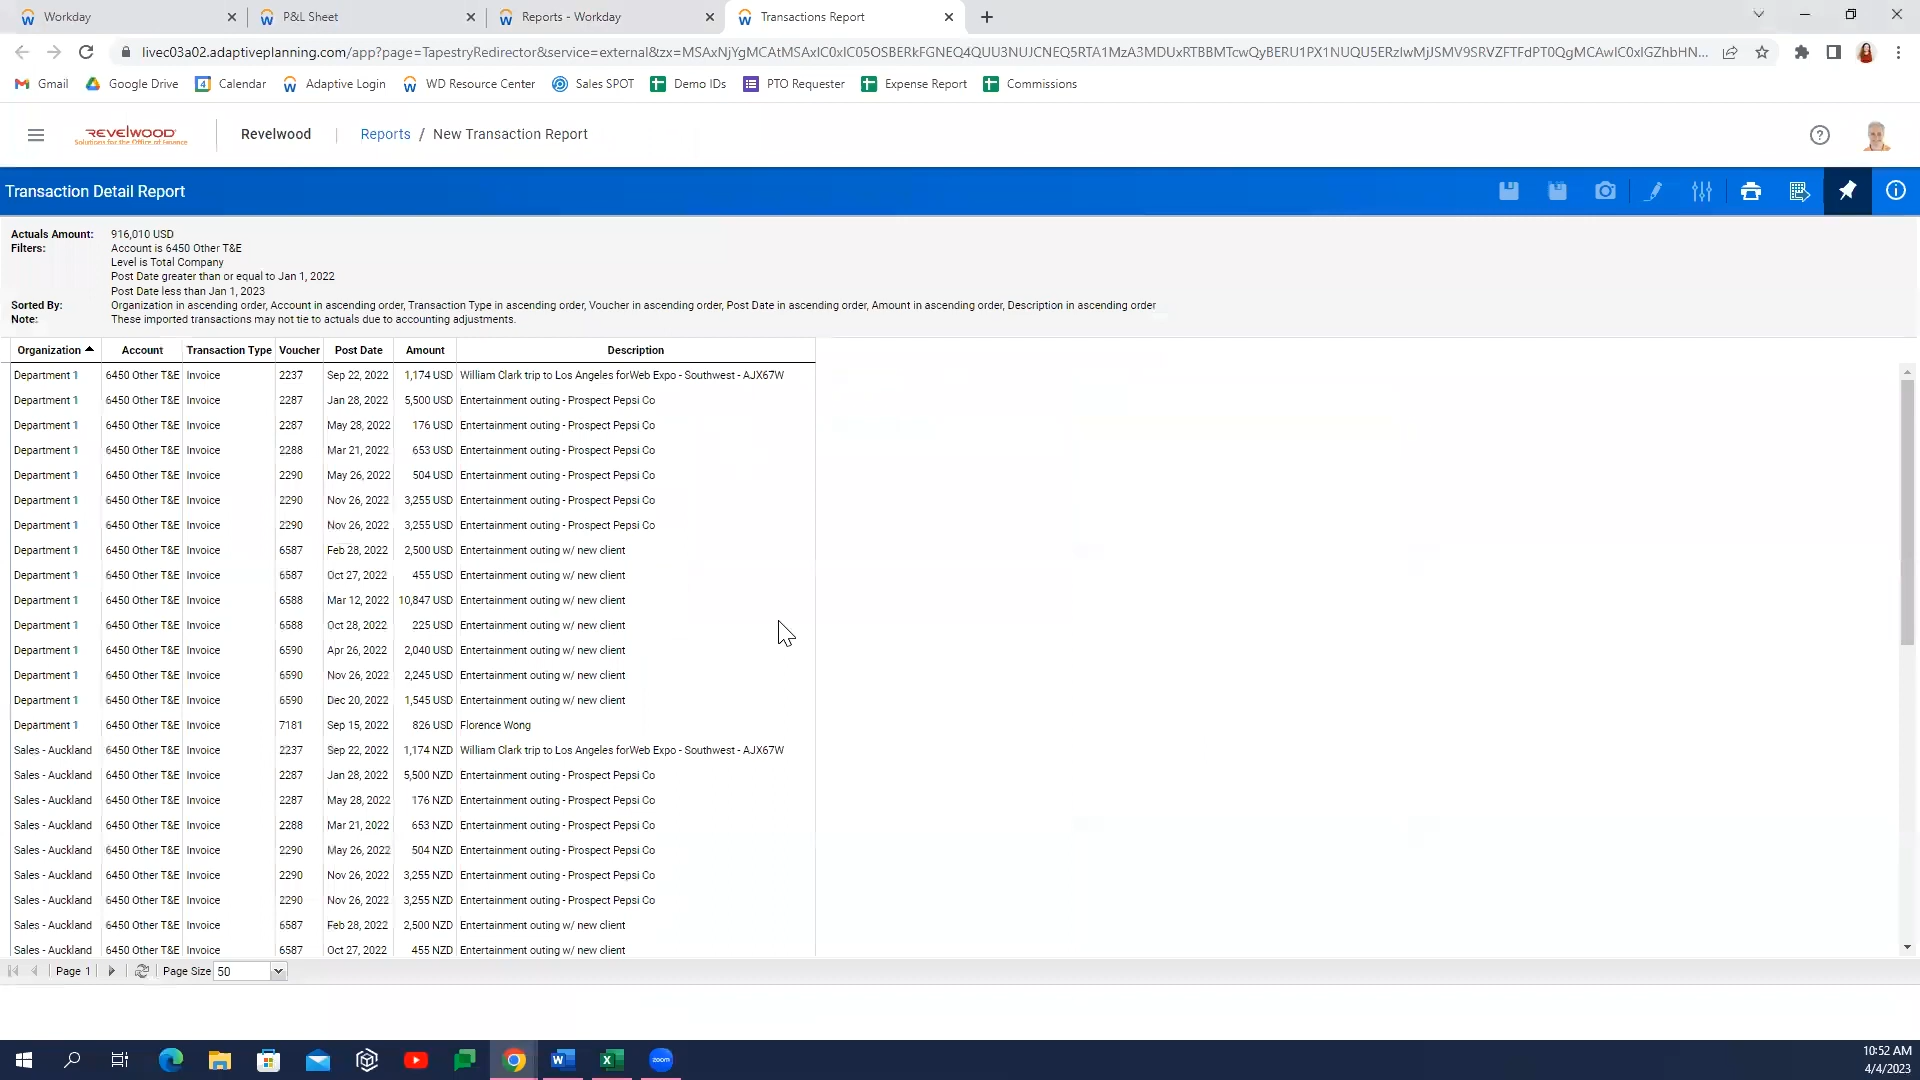 Workday
P&L Sheet
Reports - Workday
Transactions Report
livec03a02.adaptiveplanning.com/app?page=TapestryRedirector&service=external&zx=
Gmail
Google Drive
Calendar
Adaptive Login
WD Resource Center
Sales SPOT
Demo IDs
PTO Requester
Expense Report
Commissions
REVELWOOD
Solutions for the Office of Finance
Revelwood
Reports / New Transaction Report
Transaction Detail Report
Actuals Amount: 916,010 USD
Filters: Account is 6450 Other T&E
Level is Total Company
Post Date greater than or equal to Jan 1, 2022
Post Date less than Jan 1, 2023
Sorted By: Organization in ascending order, Account in ascending order, Transaction Type in ascending order, Voucher in ascending order, Post Date in ascending order, Amount in ascending order, Description in ascending order
Note: These imported transactions may not tie to actuals due to accounting adjustments.
Organization Account Transaction Type Voucher Post Date Amount Description
Department 1 6450 Other T&E Invoice 2237 Sep 22, 2022 1,174 USD William Clark trip to Los Angeles forWeb Expo - Southwest - AJX67W
Department 1 6450 Other T&E Invoice 2287 Jan 28, 2022 5,500 USD Entertainment outing - Prospect Pepsi Co
Department 1 6450 Other T&E Invoice 2287 May 28, 2022 176 USD Entertainment outing - Prospect Pepsi Co
Department 1 6450 Other T&E Invoice 2288 Mar 21, 2022 653 USD Entertainment outing - Prospect Pepsi Co
Department 1 6450 Other T&E Invoice 2290 May 26, 2022 504 USD Entertainment outing - Prospect Pepsi Co
Department 1 6450 Other T&E Invoice 2290 Nov 26, 2022 3,255 USD Entertainment outing - Prospect Pepsi Co
Department 1 6450 Other T&E Invoice 2290 Nov 26, 2022 3,255 USD Entertainment outing - Prospect Pepsi Co
Department 1 6450 Other T&E Invoice 6587 Feb 28, 2022 2,500 USD Entertainment outing w/ new client
Department 1 6450 Other T&E Invoice 6587 Oct 27, 2022 455 USD Entertainment outing w/ new client
Department 1 6450 Other T&E Invoice 6588 Mar 12, 2022 10,847 USD Entertainment outing w/ new client
Department 1 6450 Other T&E Invoice 6588 Oct 28, 2022 225 USD Entertainment outing w/ new client
Department 1 6450 Other T&E Invoice 6590 Apr 26, 2022 2,040 USD Entertainment outing w/ new client
Department 1 6450 Other T&E Invoice 6590 Nov 26, 2022 2,245 USD Entertainment outing w/ new client
Department 1 6450 Other T&E Invoice 6590 Dec 20, 2022 1,545 USD Entertainment outing w/ new client
Department 1 6450 Other T&E Invoice 7181 Sep 15, 2022 826 USD Florence Wong
Sales - Auckland 6450 Other T&E Invoice 2237 Sep 22, 2022 1,174 NZD William Clark trip to Los Angeles forWeb Expo - Southwest - AJX67W
Sales - Auckland 6450 Other T&E Invoice 2287 Jan 28, 2022 5,500 NZD Entertainment outing - Prospect Pepsi Co
Sales - Auckland 6450 Other T&E Invoice 2287 May 28, 2022 176 NZD Entertainment outing - Prospect Pepsi Co
Sales - Auckland 6450 Other T&E Invoice 2288 Mar 21, 2022 653 NZD Entertainment outing - Prospect Pepsi Co
Sales - Auckland 6450 Other T&E Invoice 2290 May 26, 2022 504 NZD Entertainment outing - Prospect Pepsi Co
Sales - Auckland 6450 Other T&E Invoice 2290 Nov 26, 2022 3,255 NZD Entertainment outing - Prospect Pepsi Co
Sales - Auckland 6450 Other T&E Invoice 2290 Nov 26, 2022 3,255 NZD Entertainment outing - Prospect Pepsi Co
Sales - Auckland 6450 Other T&E Invoice 6587 Feb 28, 2022 2,500 NZD Entertainment outing w/ new client
Sales - Auckland 6450 Other T&E Invoice 6587 Oct 27, 2022 455 NZD Entertainment outing w/ new client
Page 1
Page Size 50
zoom
10:52 AM
4/4/2023